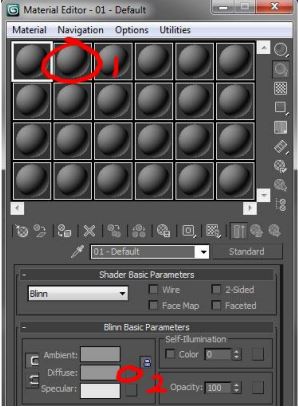 Material Editor - 01 - Default
Material Navigation Options Utilities
1
01 - Default
Standard
- Shader Basic Parameters
Blinn
Wire 2-Sided
Face Map Faceted
- Blinn Basic Parameters
Self-Illumination
Ambient: Color 0
Diffuse:
Specular: 2 Opacity: 100